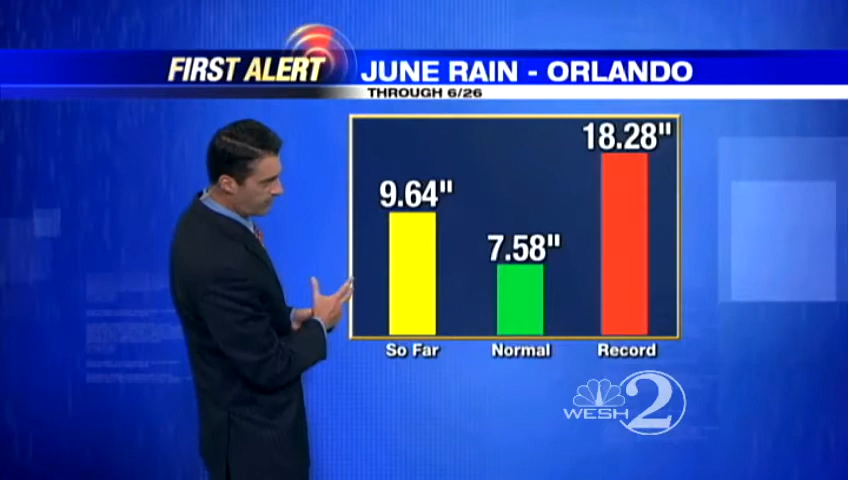 FIRST ALERT
JUNE RAIN - ORLANDO
THROUGH 6/26
18.28"
9.64"
7.58"
So Far
Normal
Record
WESH 2